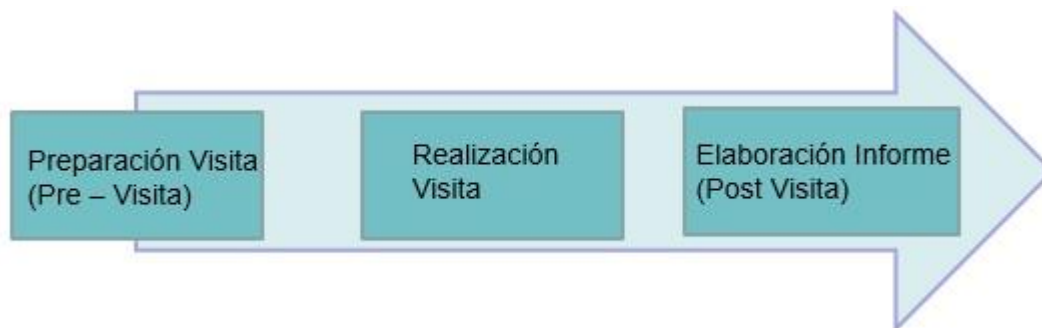 Preparación Visita
(Pre – Visita)
Realización
Visita
Elaboración Informe
(Post Visita)